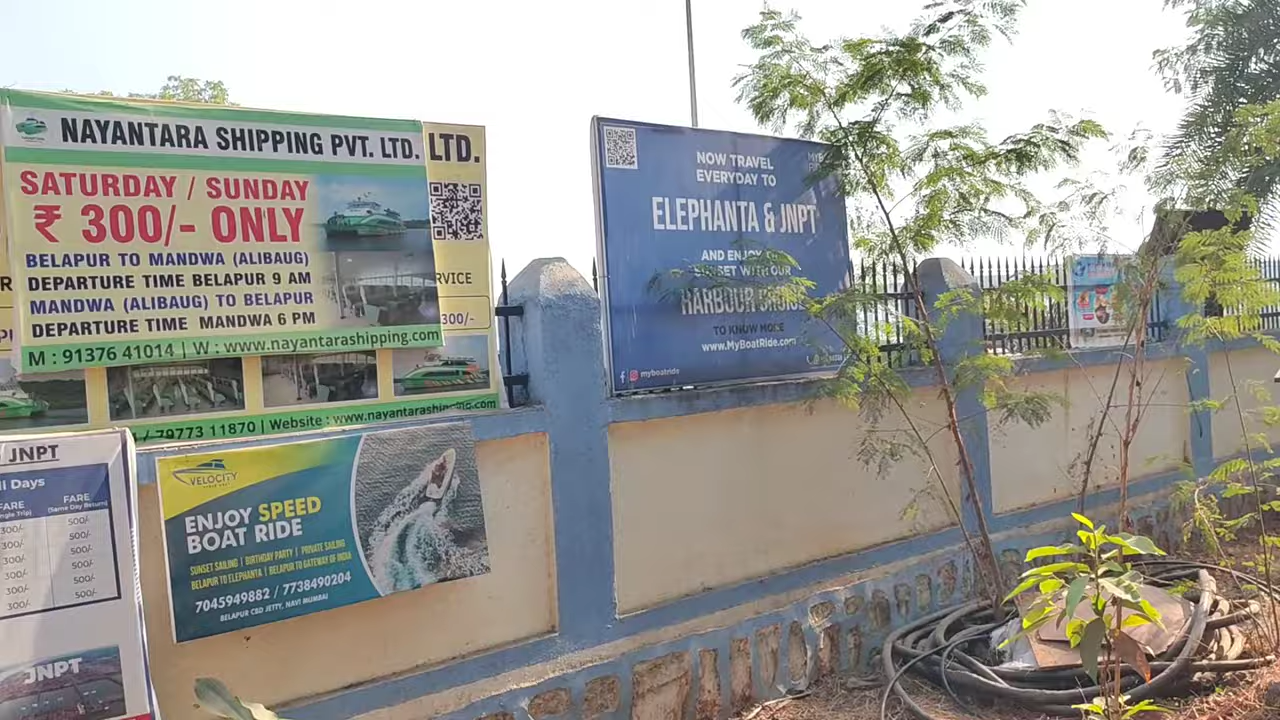 NAYANTARA SHIPPING PVT. LTD.
SATURDAY / SUNDAY
₹ 300/- ONLY
BELAPUR TO MANDWA (ALIBAUG)
DEPARTURE TIME BELAPUR 9 AM
MANDWA (ALIBAUG) TO BELAPUR
DEPARTURE TIME MANDWA 6 PM
M : 91376 41014 | W : www.nayantarashipping.com
LTD.
300/-
/ 79773 11870 | Website : www.nayantarashipping
NOW TRAVEL
EVERYDAY TO
ELEPHANTA & JNPT
AND ENJOY
SUNSET WITH OUR
HARBOUR
TO KNOW MORE
www.MyBoatRide.com
myboatride
VELOCITY
ENJOY SPEED
BOAT RIDE
SUNSET SAILING | BIRTHDAY PARTY | PRIVATE SAILING
BELAPUR TO ELEPHANTA | BELAPUR TO GATEWAY OF INDIA
7045949882 / 7738490204
BELAPUR CBD JETTY, NAVI MUMBAI
JNPT
Days
FARE FARE
(Same Day Return)
300/- 500/-
300/- 500/-
300/- 500/-
300/- 500/-
300/- 500/-
300/- 500/-
JNPT